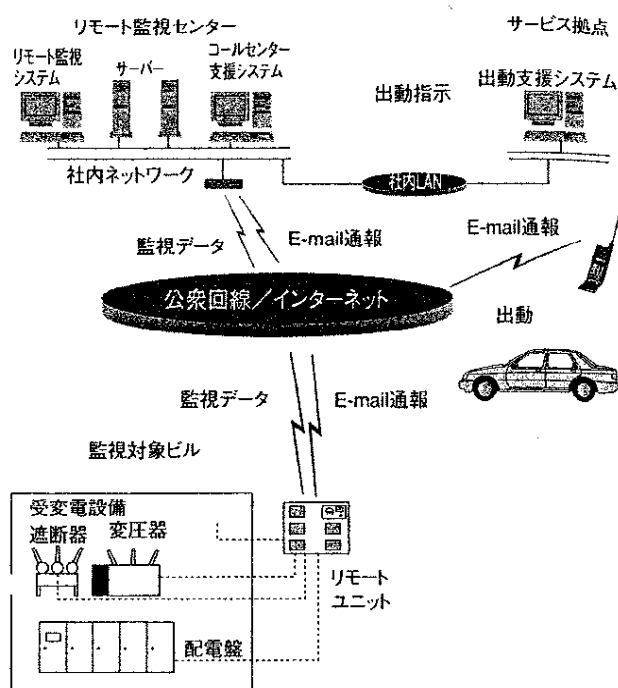 リモート監視センター
サービス拠点
リモート監視
システム
サーバー
コールセンター
支援システム
出動指示
出動支援システム
社内ネットワーク
社内LAN
監視データ
E-mail通報
E-mail通報
公衆回線／インターネット
出動
監視データ
E-mail通報
監視対象ビル
受変電設備
遮断器
変圧器
リモート
ユニット
配電盤